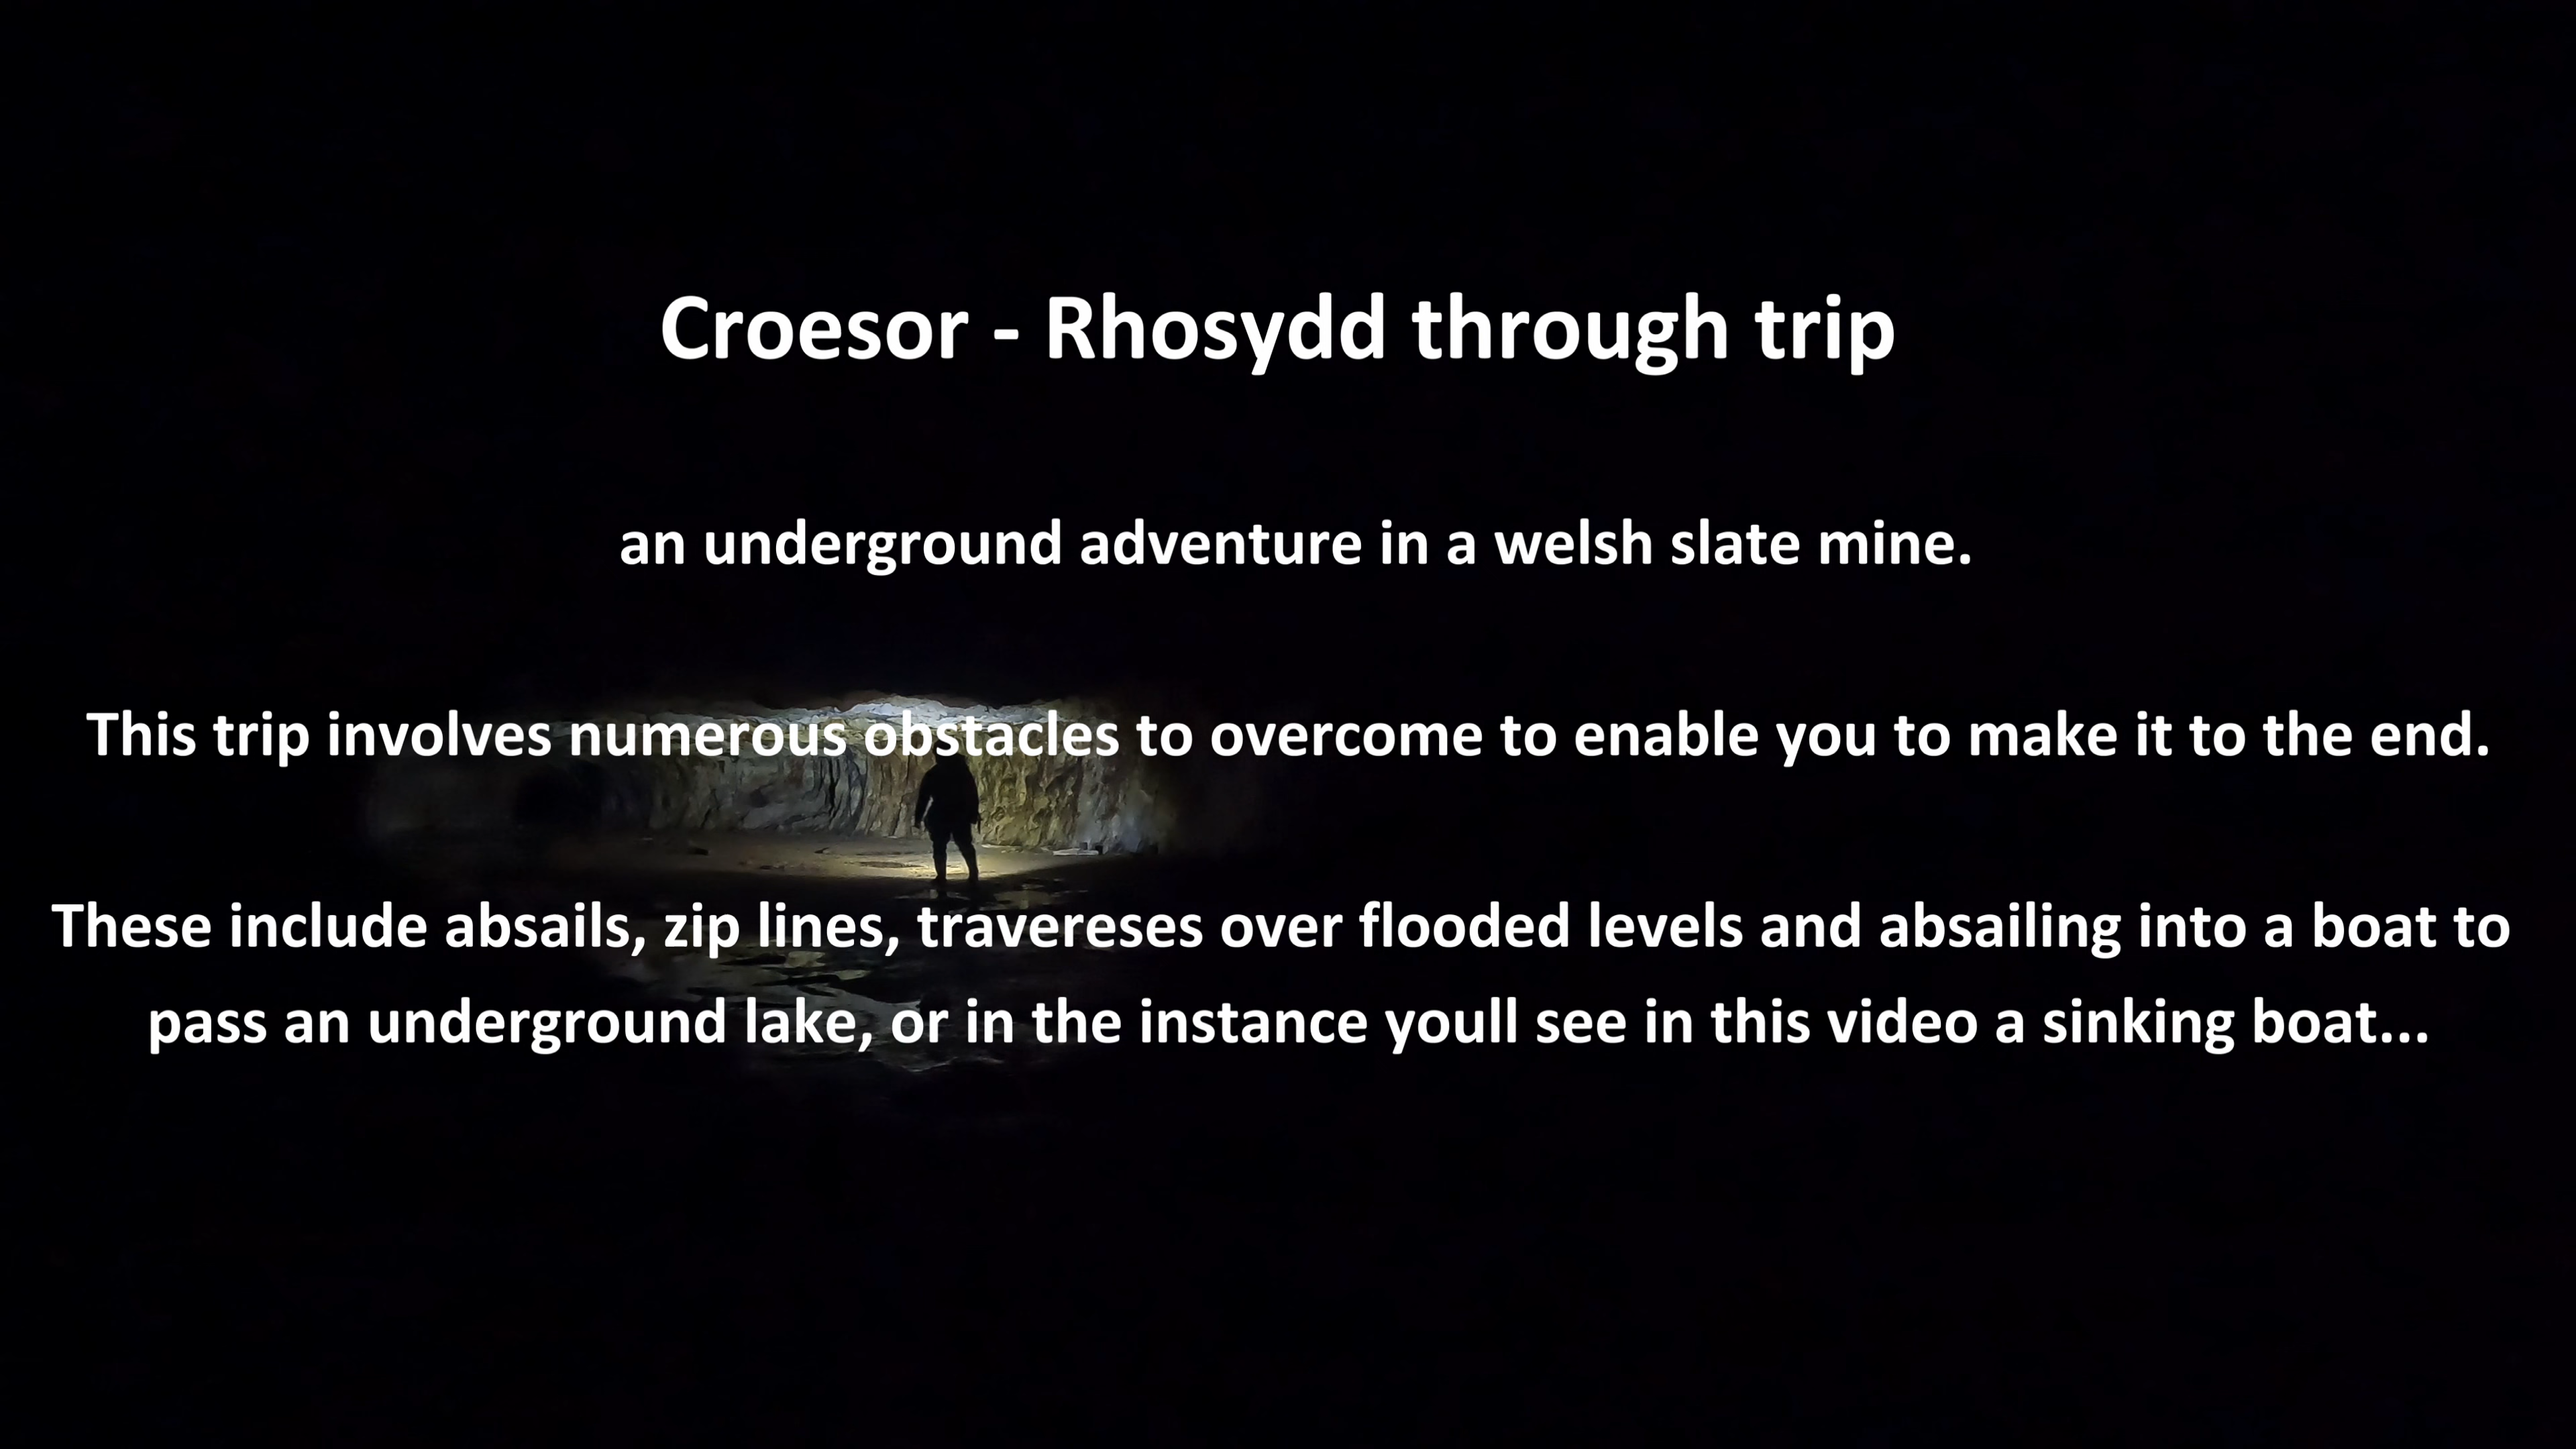 Croesor - Rhosydd through trip
an underground adventure in a welsh slate mine.
This trip involves numerous obstacles to overcome to enable you to make it to the end.
These include absails, zip lines, travereses over flooded levels and absailing into a boat to
pass an underground lake, or in the instance youll see in this video a sinking boat...